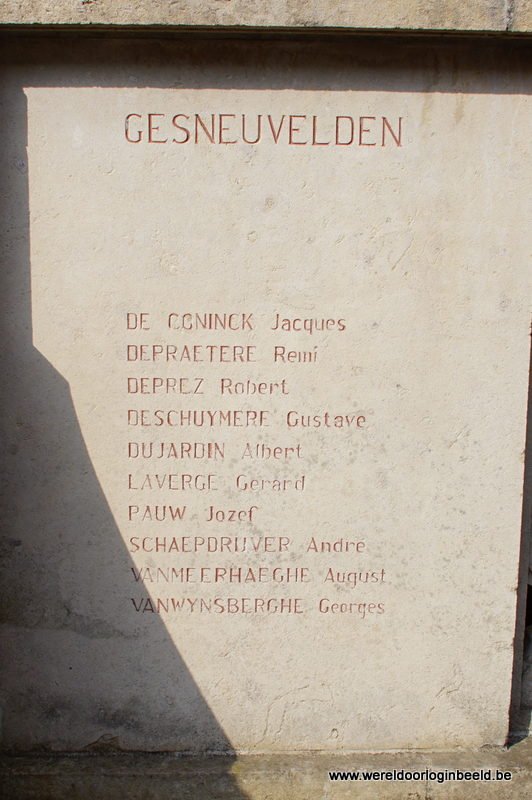 GESNEUVELDEN
DE CONINCK Jacques
DEPRAETERE Remi
DEPREZ Robert
DESCHUYMERE Gustave
DUJARDIN Albert
LAVERGE Gerard
PAUW Jozef
SCHAEPDRIJVER Andre
VANMEERHAEGHE August
VANWYNSBERGHE Georges
www.wereldoorloginbeeld.be